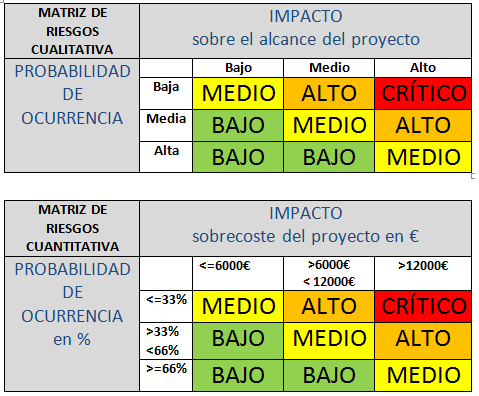 MATRIZ DE
RIESGOS
CUALITATIVA
IMPACTO
sobre el alcance del proyecto
PROBABILIDAD
DE
OCURRENCIA
Bajo Medio Alto
Baja MEDIO ALTO CRÍTICO
Media BAJO MEDIO ALTO
Alta BAJO BAJO MEDIO
MATRIZ DE
RIESGOS
CUANTITATIVA
IMPACTO
sobrecoste del proyecto en €
PROBABILIDAD
DE
OCURRENCIA
en %
<=6000€ >6000€ >12000€
< 12000€
<=33% MEDIO ALTO CRÍTICO
>33% BAJO MEDIO ALTO
<66%
>=66% BAJO BAJO MEDIO